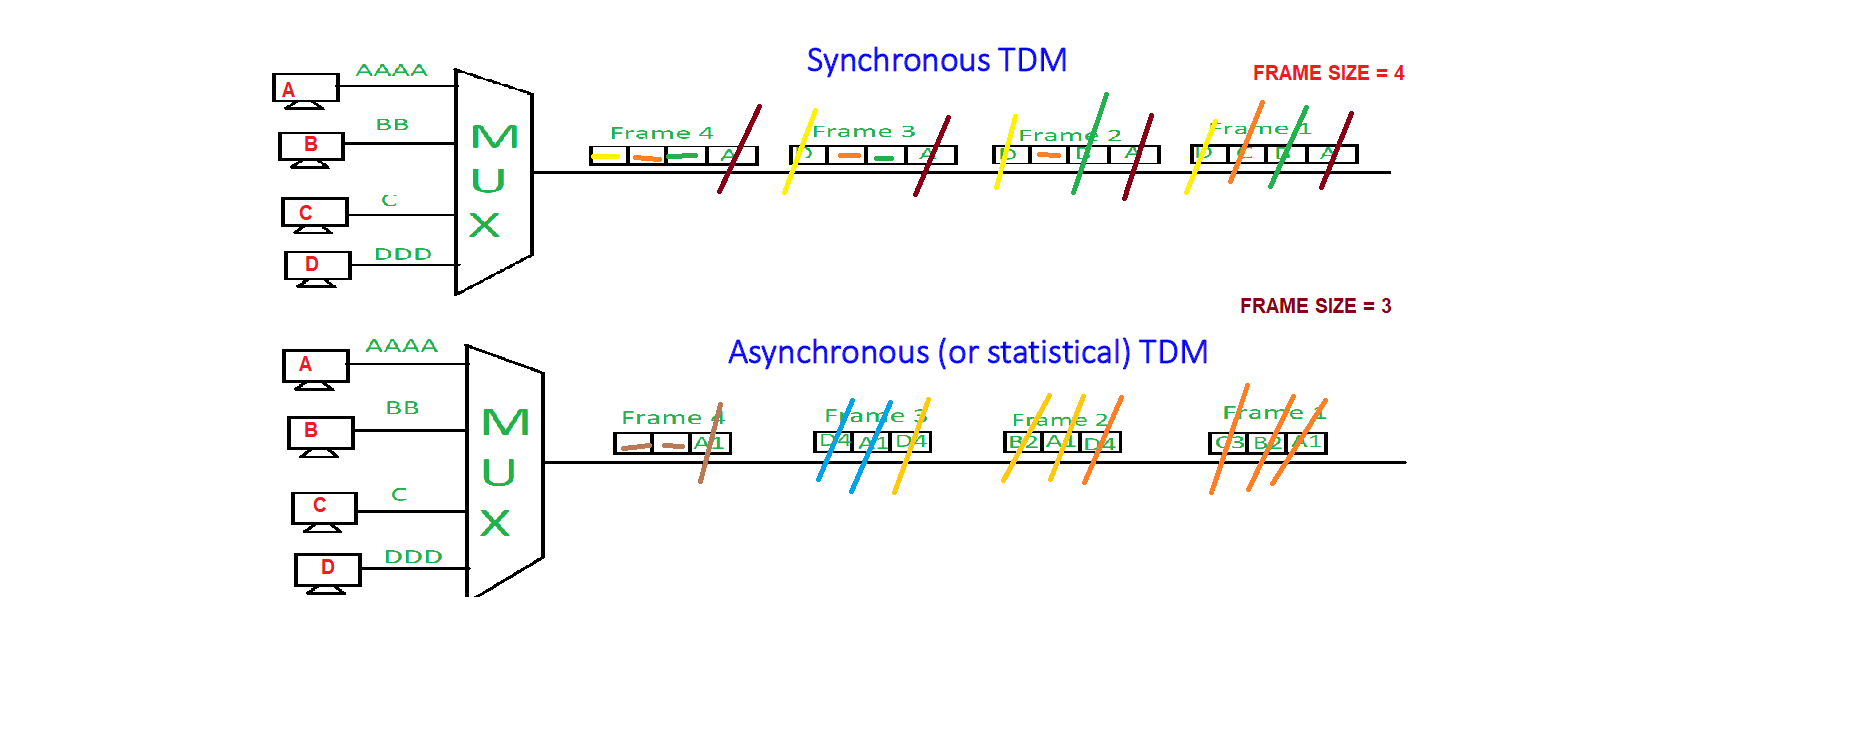 Synchronous TDM
FRAME SIZE = 4
A AAAA
B BB
C C
D DDD
MUX
Frame 4 Frame 3 Frame 2 Frame 1
A D A D B A D C B A
FRAME SIZE = 3
Asynchronous (or statistical) TDM
A AAAA
B BB
C C
D DDD
MUX
Frame 4 Frame 3 Frame 2 Frame 1
A1 D4 A1 D4 B2 A1 D4 C3 B2 A1